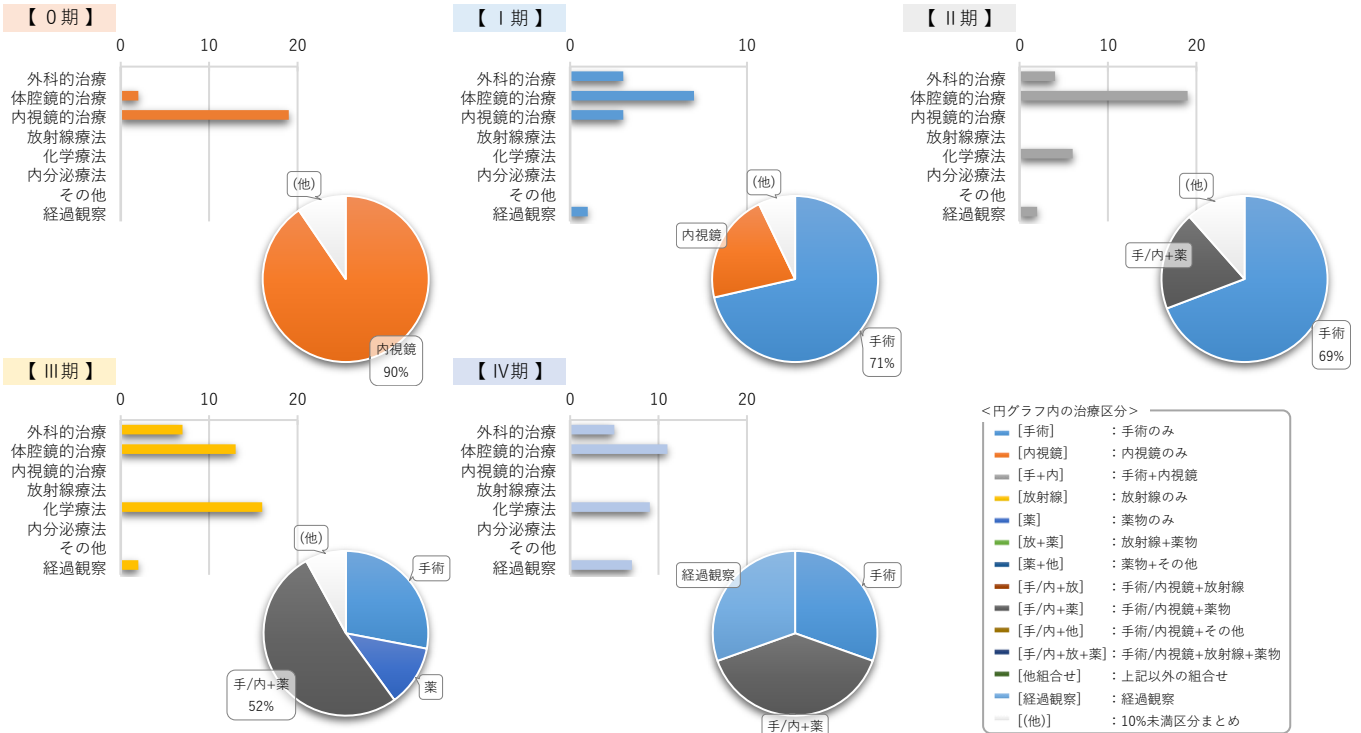 【 0期 】
0 10 20
外科的治療
体腔鏡的治療
内視鏡的治療
放射線療法
化学療法
内分泌療法
その他
経過観察
(他)
内視鏡
90%
【 I期 】
0 10
外科的治療
体腔鏡的治療
内視鏡的治療
放射線療法
化学療法
内分泌療法
その他
経過観察
(他)
内視鏡
手術
71%
【 II期 】
0 10 20
外科的治療
体腔鏡的治療
内視鏡的治療
放射線療法
化学療法
内分泌療法
その他
経過観察
(他)
手/内+薬
手術
69%
【 III期 】
0 10 20
外科的治療
体腔鏡的治療
内視鏡的治療
放射線療法
化学療法
内分泌療法
その他
経過観察
(他)
手術
手/内+薬
52%
薬
【 IV期 】
0 10 20
外科的治療
体腔鏡的治療
内視鏡的治療
放射線療法
化学療法
内分泌療法
その他
経過観察
経過観察
手術
手/内+薬
<円グラフ内の治療区分>
[手術] ：手術のみ
[内視鏡] ：内視鏡のみ
[手+内] ：手術+内視鏡
[放射線] ：放射線のみ
[薬] ：薬物のみ
[放+薬] ：放射線+薬物
[薬+他] ：薬物+その他
[手/内+放] ：手術/内視鏡+放射線
[手/内+薬] ：手術/内視鏡+薬物
[手/内+他] ：手術/内視鏡+その他
[手/内+放+薬] ：手術/内視鏡+放射線+薬物
[他組合せ] ：上記以外の組合せ
[経過観察] ：経過観察
[(他)] ：10%未満区分まとめ